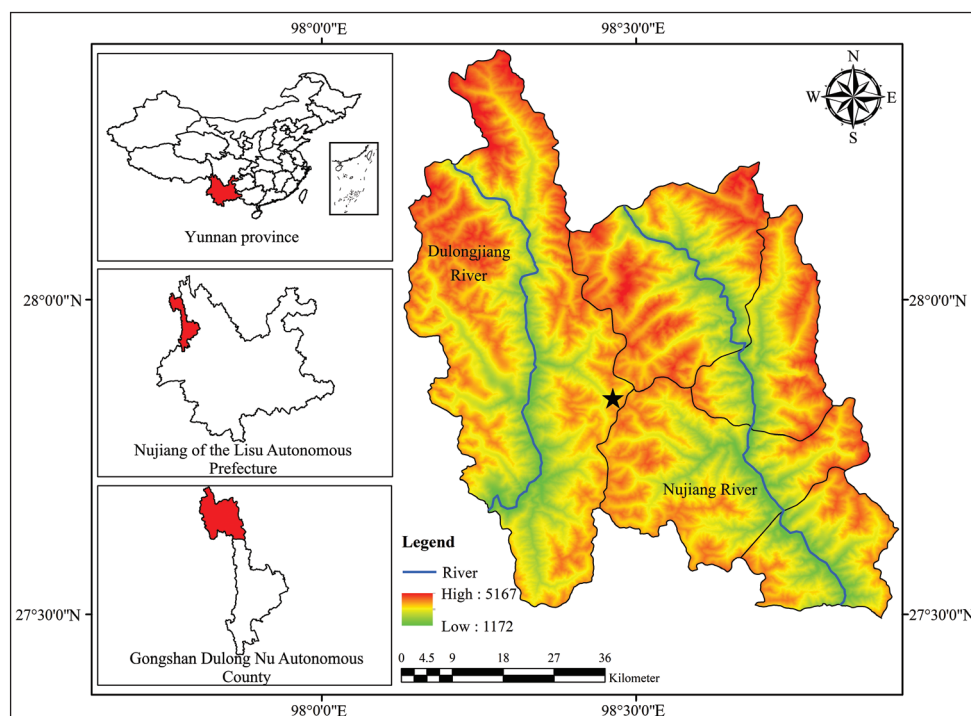 98°0'0"E
98°30'0"E
N
W
E
S
Yunnan province
Dulongjiang
River
28°0'0"N
28°0'0"N
Nujiang of the Lisu Autonomous
Prefecture
Nujiang River
Legend
River
High : 5167
Low : 1172
27°30'0"N
27°30'0"N
Gongshan Dulong Nu Autonomous
County
0 4.5 9 18 27 36
Kilometer
98°0'0"E
98°30'0"E